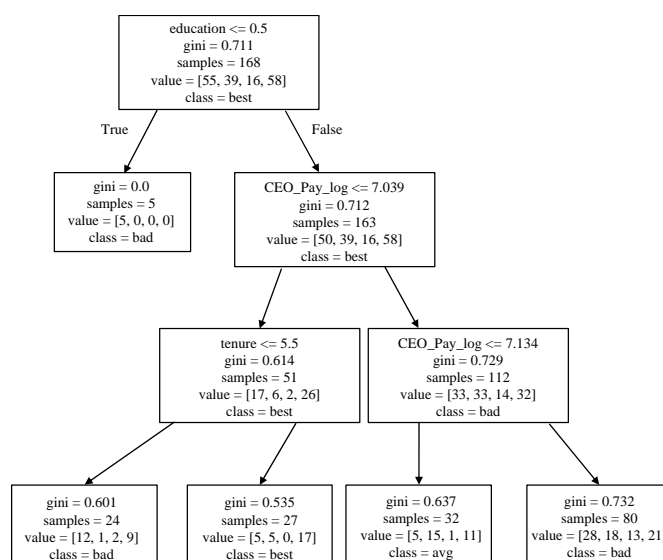 education <= 0.5
gini = 0.711
samples = 168
value = [55, 39, 16, 58]
class = best
True
False
gini = 0.0
samples = 5
value = [5, 0, 0, 0]
class = bad
CEO_Pay_log <= 7.039
gini = 0.712
samples = 163
value = [50, 39, 16, 58]
class = best
tenure <= 5.5
gini = 0.614
samples = 51
value = [17, 6, 2, 26]
class = best
CEO_Pay_log <= 7.134
gini = 0.729
samples = 112
value = [33, 33, 14, 32]
class = bad
gini = 0.601
samples = 24
value = [12, 1, 2, 9]
class = bad
gini = 0.535
samples = 27
value = [5, 5, 0, 17]
class = best
gini = 0.637
samples = 32
value = [5, 15, 1, 11]
class = avg
gini = 0.732
samples = 80
value = [28, 18, 13, 21]
class = bad